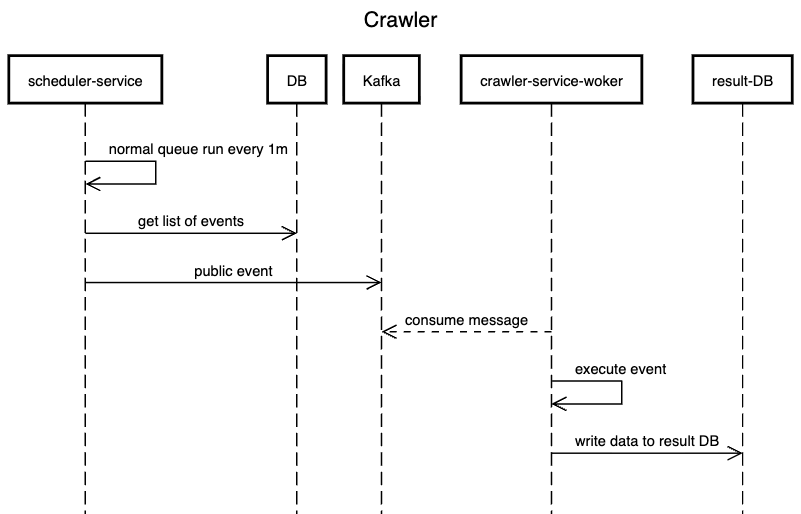 Crawler
scheduler-service
DB
Kafka
crawler-service-woker
result-DB
normal queue run every 1m
get list of events
public event
consume message
execute event
write data to result DB